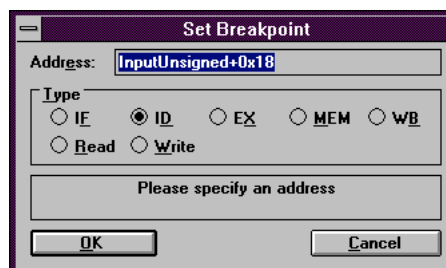 Set Breakpoint
Address: InputUnsigned+0x18
Type
IF ID EX MEM WB
Read Write
Please specify an address
OK Cancel